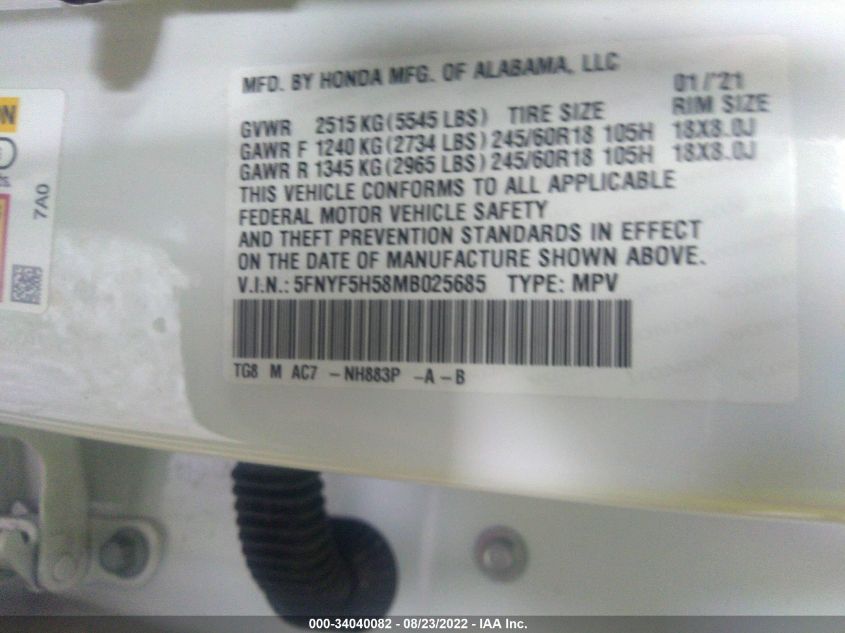 MFD. BY HONDA MFG. OF ALABAMA, LLC 01/'21
GVWR 2515 KG (5545 LBS) TIRE SIZE RIM SIZE
GAWR F 1240 KG (2734 LBS) 245/60R18 105H 18X8.0J
GAWR R 1345 KG (2965 LBS) 245/60R18 105H 18X8.0J
THIS VEHICLE CONFORMS TO ALL APPLICABLE
FEDERAL MOTOR VEHICLE SAFETY
AND THEFT PREVENTION STANDARDS IN EFFECT
ON THE DATE OF MANUFACTURE SHOWN ABOVE.
V.I.N.: 5FNYF5H58MB025685 TYPE: MPV
TG8 M AC7 -NH883P -A-B
7A0
000-34040082 - 08/23/2022 - IAA Inc.